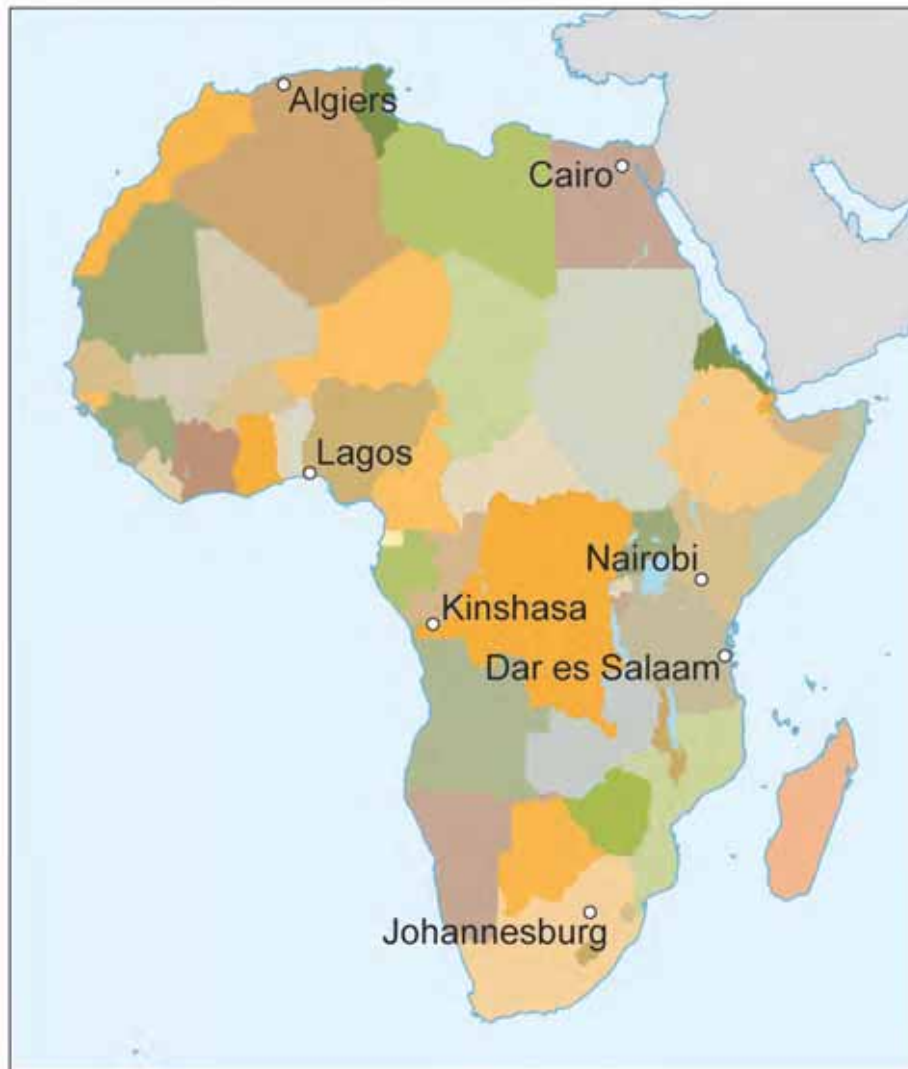 Algiers
Cairo
Lagos
Nairobi
Kinshasa
Dar es Salaam
Johannesburg